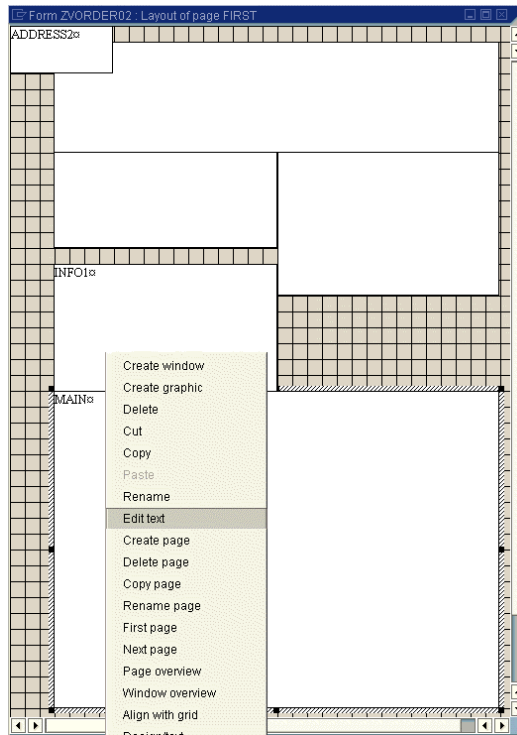 Form ZVORDER02 : Layout of page FIRST
ADDRESS2¤
INFO1¤
MAIN¤
Create window
Create graphic
Delete
Cut
Copy
Paste
Rename
Edit text
Create page
Delete page
Copy page
Rename page
First page
Next page
Page overview
Window overview
Align with grid
Design/text